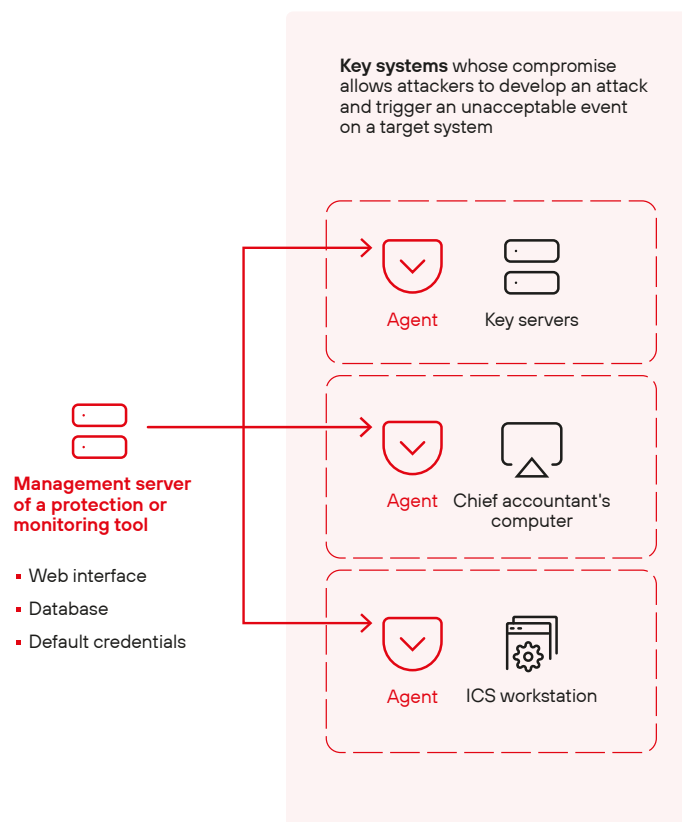 Key systems whose compromise
allows attackers to develop an attack
and trigger an unacceptable event
on a target system
Agent
Key servers
Management server
of a protection or
monitoring tool
Web interface
Database
Default credentials
Agent
Chief accountant's
computer
Agent
ICS workstation